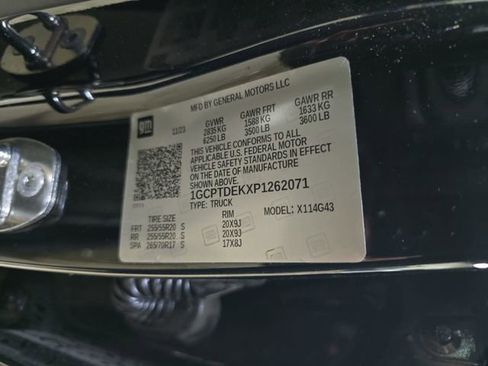 MFD BY GENERAL MOTORS LLC
gm
11/23
GVWR GAWR FRT GAWR RR
2835 KG 1588 KG 1633 KG
6250 LB 3500 LB 3600 LB
THIS VEHICLE CONFORMS TO ALL
APPLICABLE U.S. FEDERAL MOTOR
VEHICLE SAFETY STANDARDS IN EFFECT
ON THE DATE OF MANUFACTURE SHOWN ABOVE.
1GCPTDEKXP1262071
TYPE: TRUCK MODEL: X114G43
TIRE SIZE RIM
FRT 255/55R20 S 20X9J
RR 255/55R20 S 20X9J
SPA 265/70R17 S 17X8J